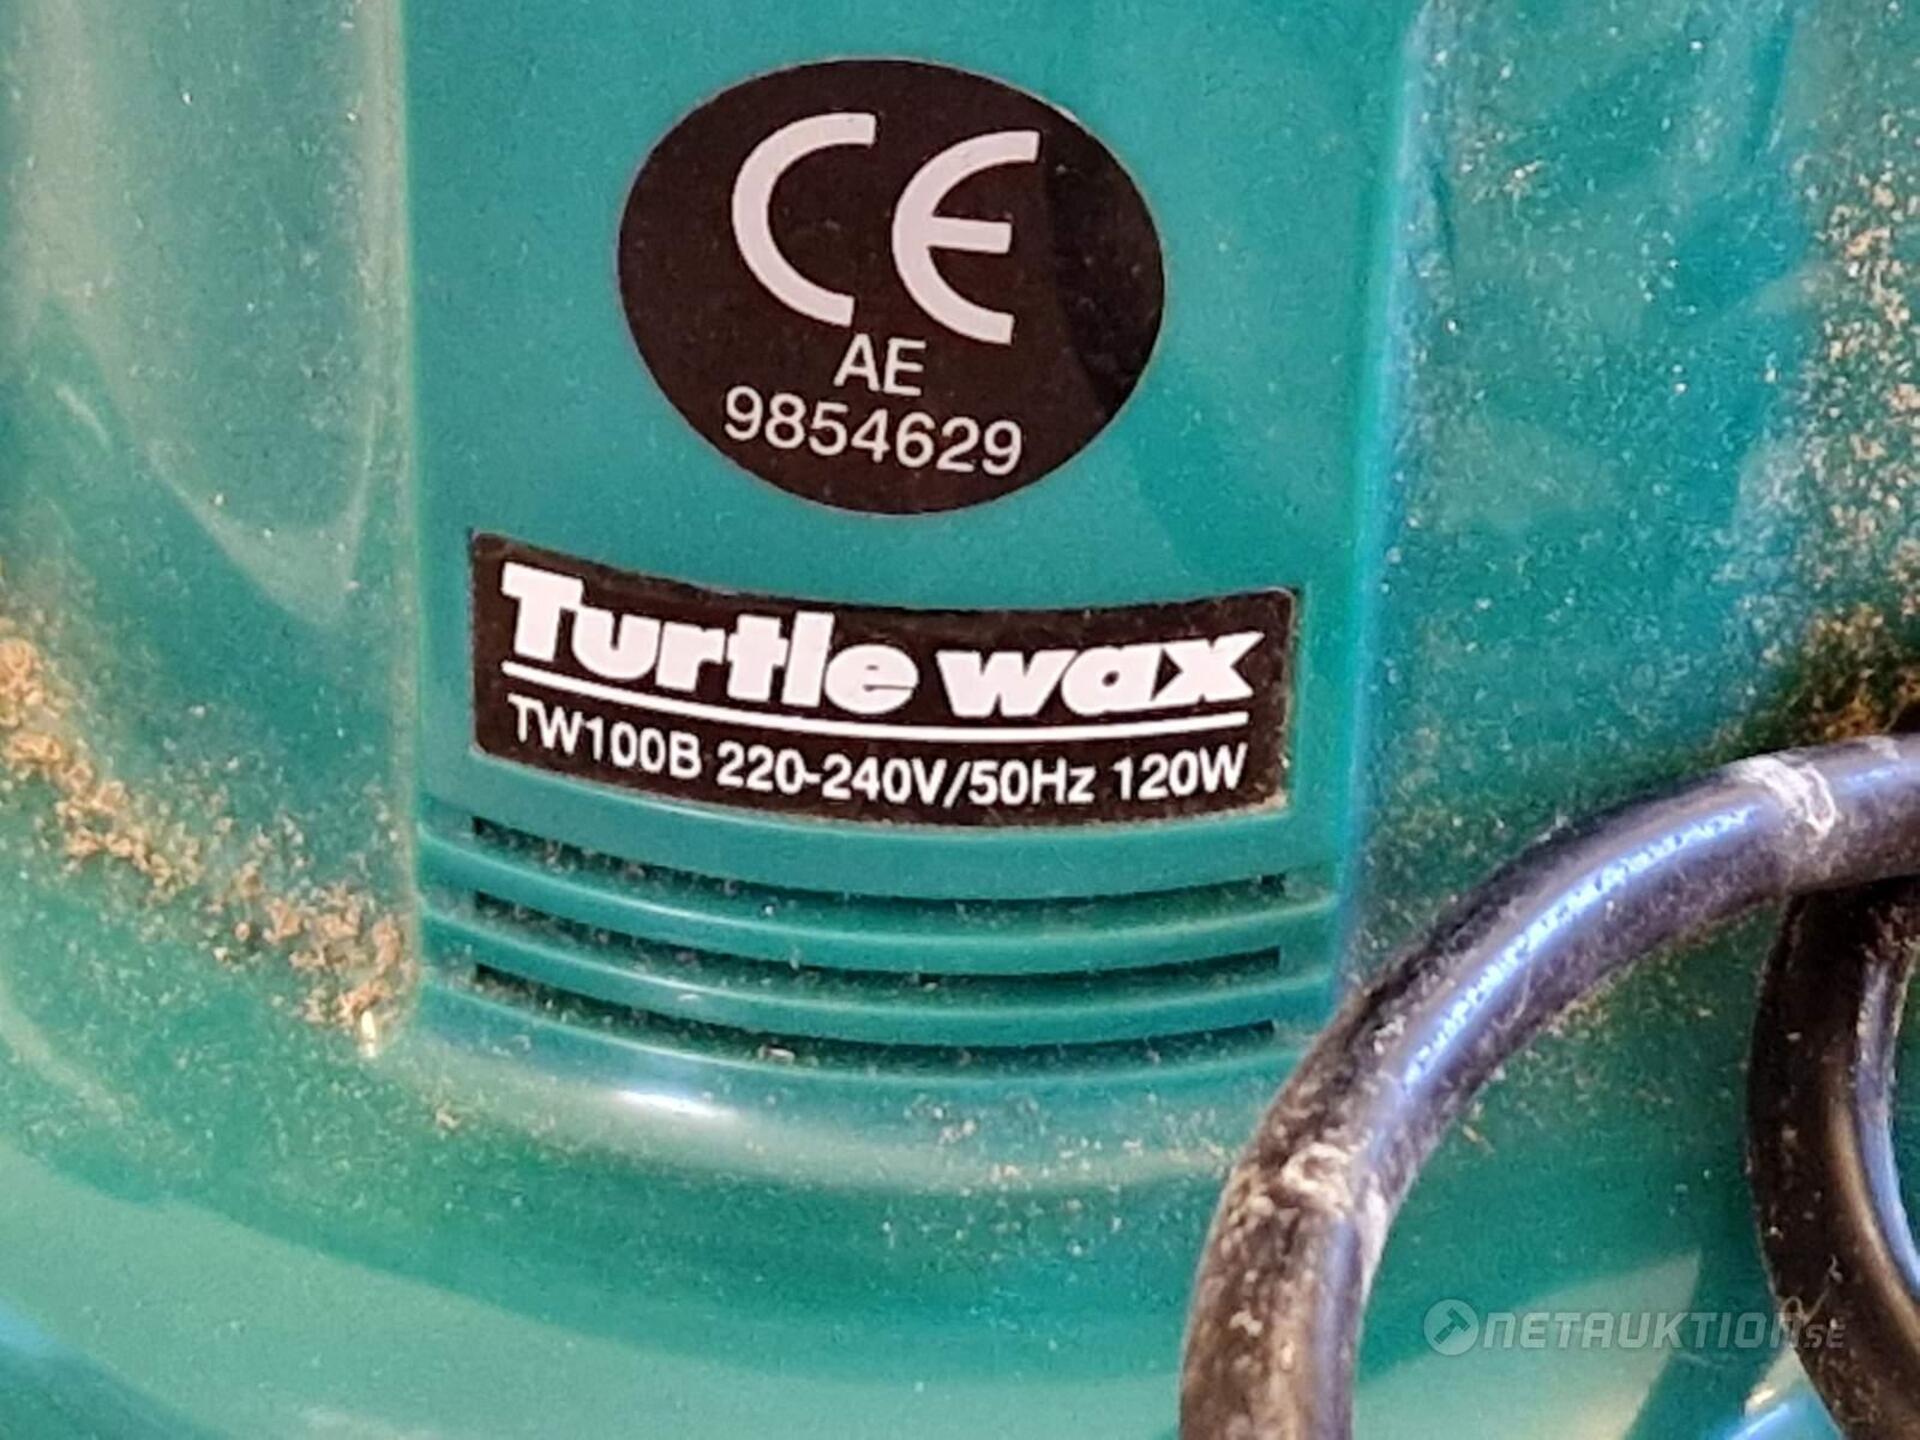 CE
AE
9854629
Turtle wax
TW100B 220-240V/50Hz 120W
NETAUKTION.SE